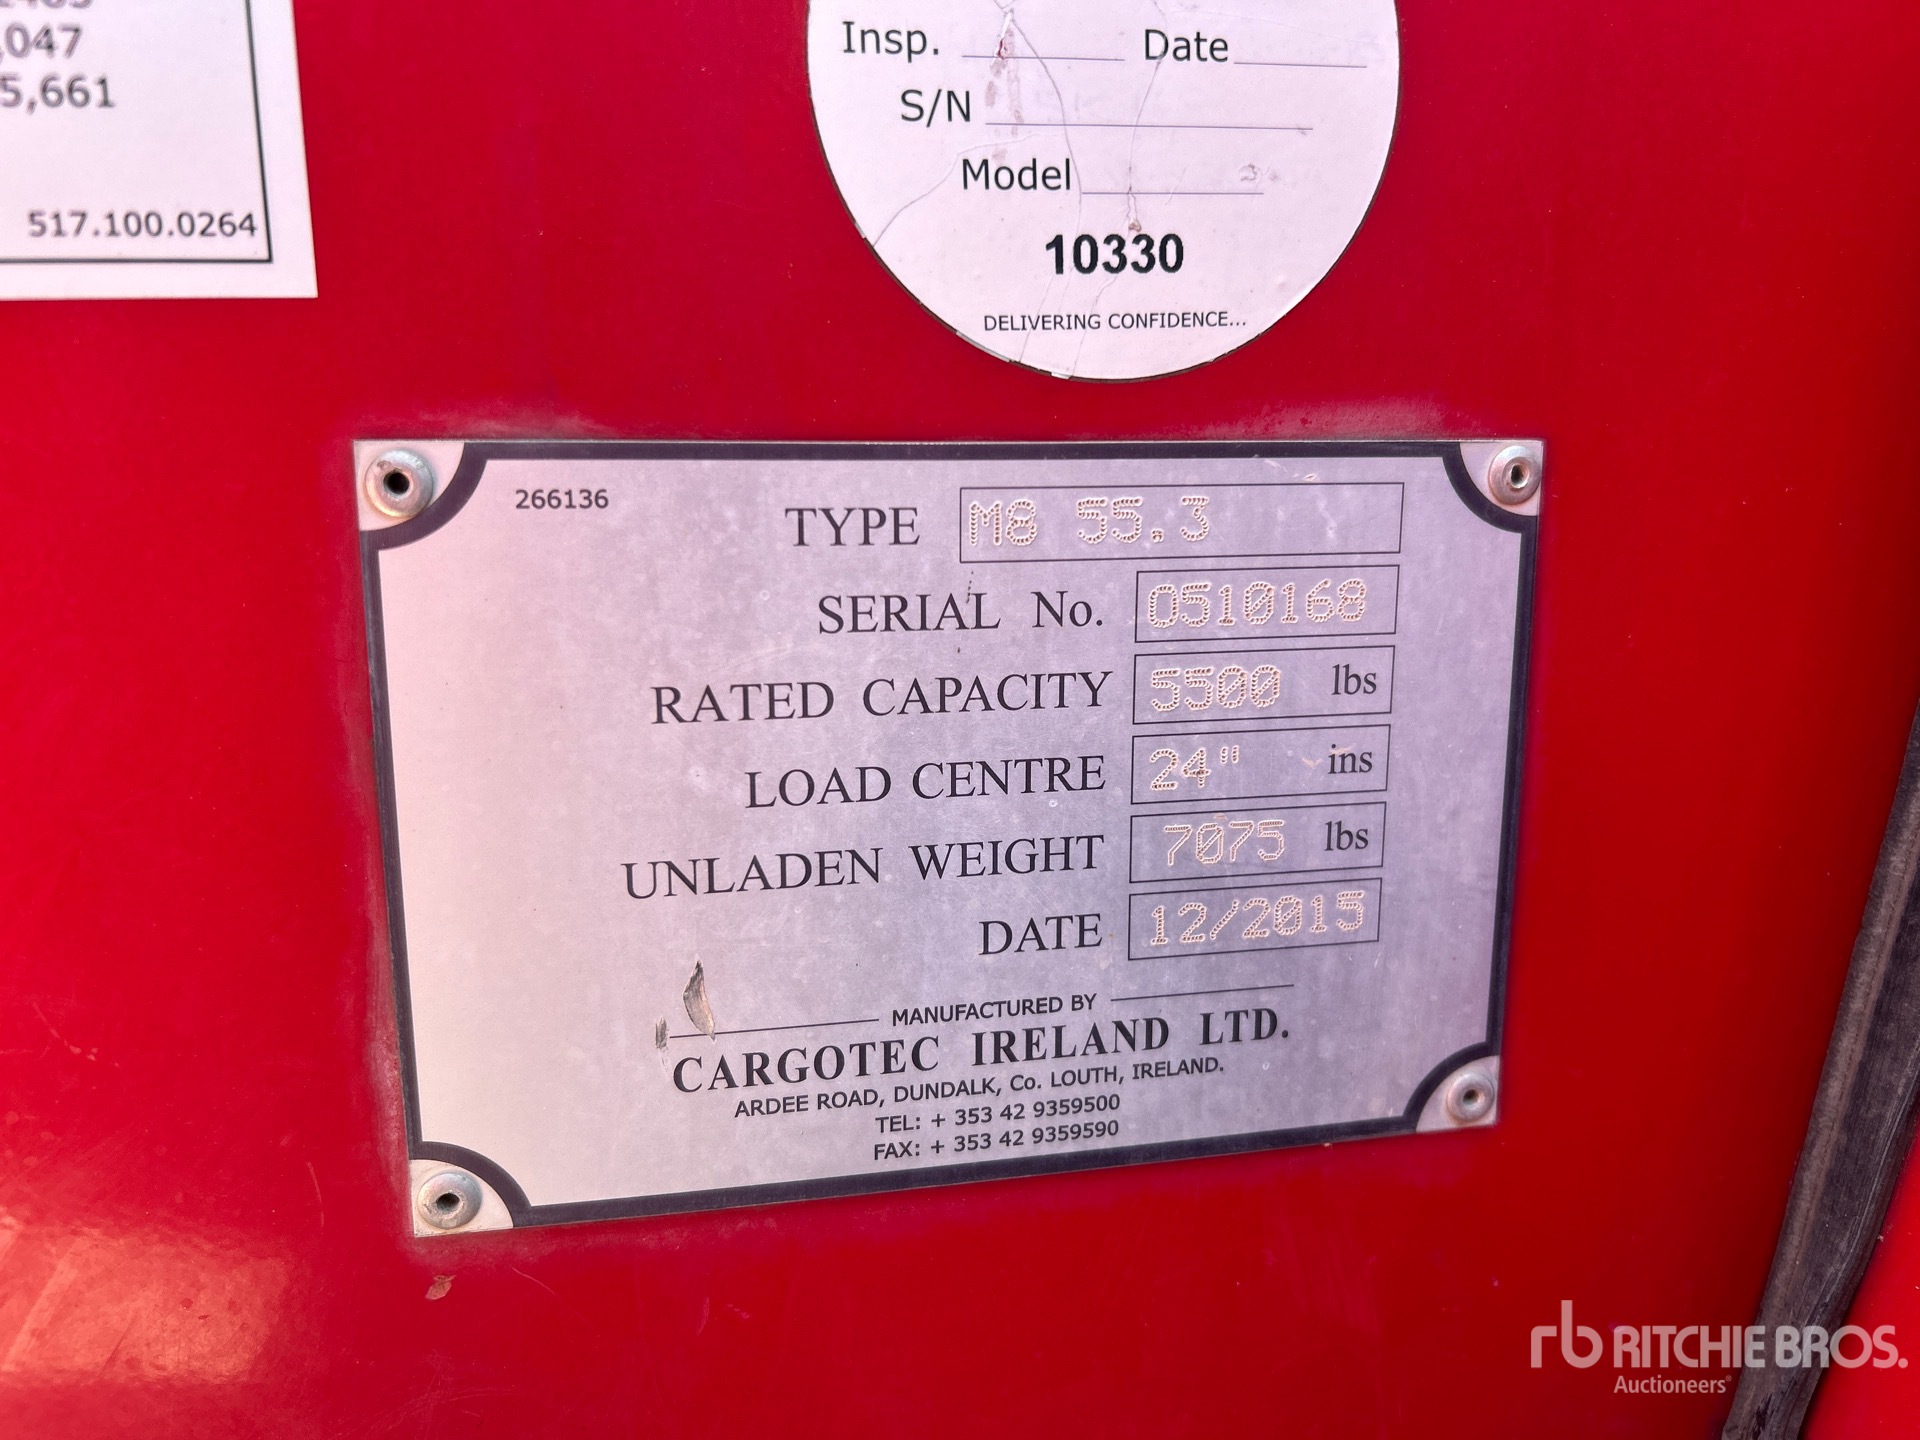 ,047
5,661
517.100.0264
Insp. Date
S/N
Model
10330
DELIVERING CONFIDENCE...
266136
TYPE M8 55.3
SERIAL No. 0510168
RATED CAPACITY 5500 lbs
LOAD CENTRE 24" ins
UNLADEN WEIGHT 7075 lbs
DATE 12/2015
MANUFACTURED BY
CARGOTEC IRELAND LTD.
ARDEE ROAD, DUNDALK, Co. LOUTH, IRELAND.
TEL: + 353 42 9359500
FAX: + 353 42 9359590
rb RITCHIE BROS.
Auctioneers